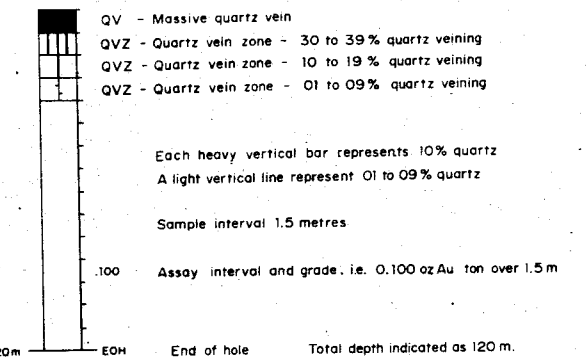 QV - Massive quartz vein
QVZ - Quartz vein zone - 30 to 39% quartz veining
QVZ - Quartz vein zone - 10 to 19% quartz veining
QVZ - Quartz vein zone - 01 to 09% quartz veining
Each heavy vertical bar represents 10% quartz
A light vertical line represent 01 to 09% quartz
Sample interval 1.5 metres
.100 Assay interval and grade. i.e. 0.100 oz Au ton over 1.5 m
20m EOH End of hole Total depth indicated as 120 m.